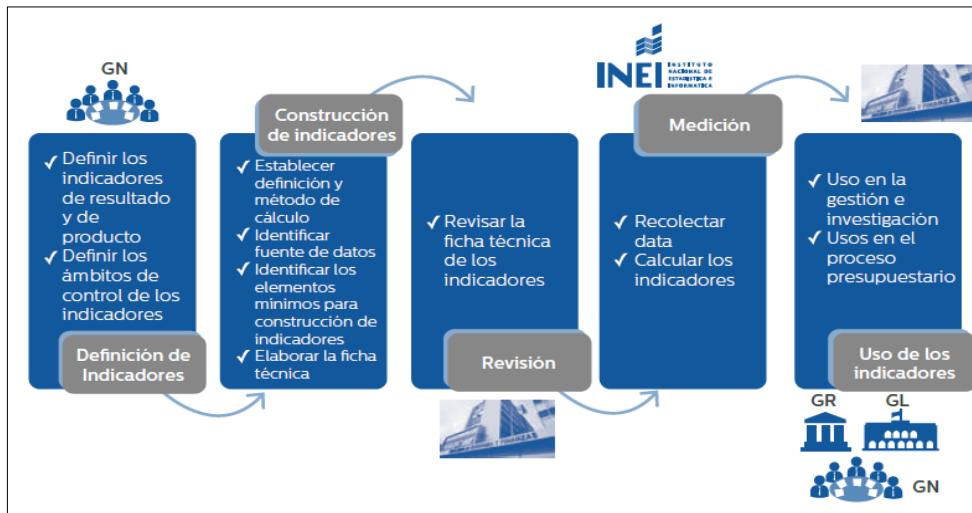 GN
✓ Definir los
indicadores
de resultado
y de
producto
✓ Definir los
ámbitos de
control de los
indicadores
Definición de
Indicadores
Construcción
de indicadores
✓ Establecer
definición y
método de
cálculo
✓ Identificar
fuente de datos
✓ Identificar los
elementos
mínimos para
construcción de
indicadores
✓ Elaborar la ficha
técnica
✓ Revisar la
ficha técnica
de los
indicadores
Revisión
INEI
INSTITUTO
NACIONAL DE
ESTADISTICA E
INFORMATICA
Medición
✓ Recolectar
data
✓ Calcular los
indicadores
✓ Uso en la
gestión e
investigación
✓ Usos en el
proceso
presupuestario
Uso de los
indicadores
GR
GL
GN